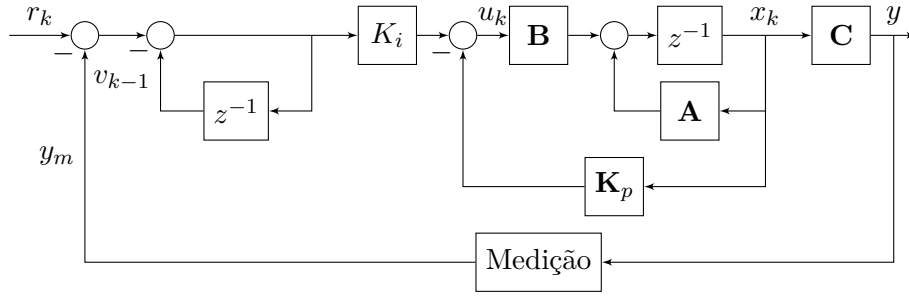 r_k
−
−
v_{k−1}
z^{−1}
K_i
−
u_k
B
z^{−1}
x_k
C
y
A
K_p
y_m
Medição